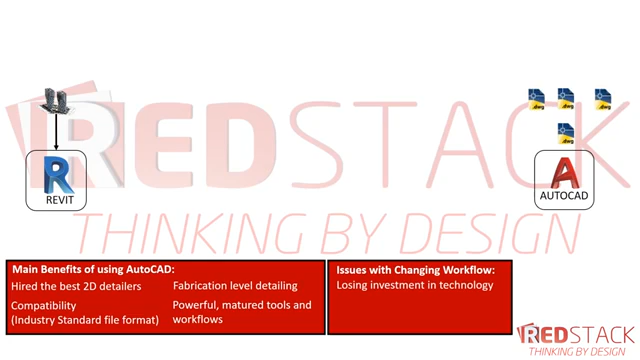 REDSTACK
THINKING BY DESIGN
dwg
dwg
dwg
dwg
R
REVIT
A
AUTOCAD
Main Benefits of using AutoCAD:
Hired the best 2D detailers
Fabrication level detailing
Compatibility
(Industry Standard file format)
Powerful, matured tools and
workflows
Issues with Changing Workflow:
Losing investment in technology
REDSTACK
THINKING BY DESIGN